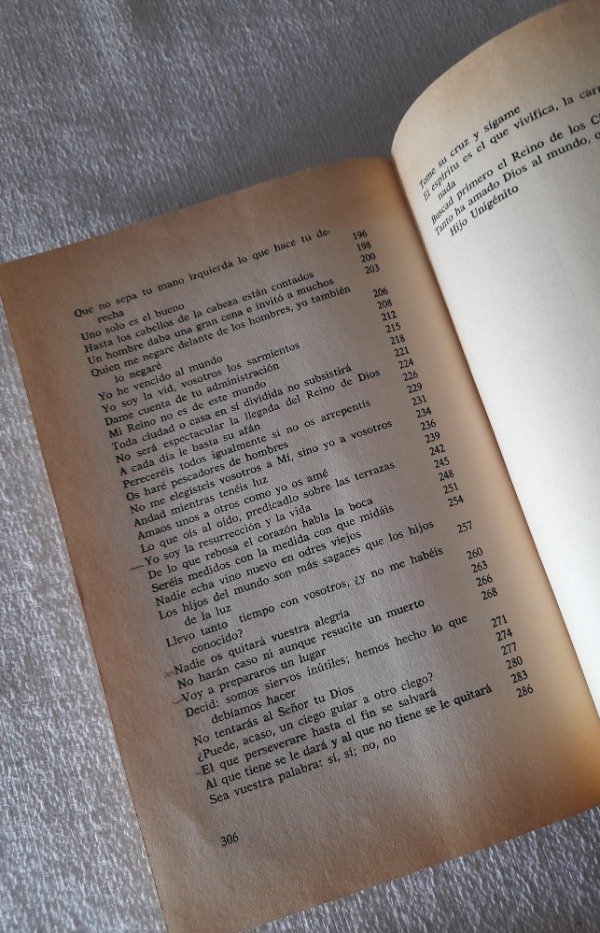 Que no sepa tu mano izquierda lo que hace tu de-
recha 196
Uno solo es el bueno 198
Hasta los cabellos de la cabeza están contados 200
Un hombre daba una gran cena e invitó a muchos 203
Quien me negare delante de los hombres, yo también
lo negaré 206
Yo he vencido al mundo 208
Yo soy la vid, vosotros los sarmientos 212
Dame cuenta de tu administración 215
Mi Reino no es de este mundo 218
Toda ciudad o casa en sí dividida no subsistirá 221
No será espectacular la llegada del Reino de Dios 224
A cada día le basta su afán 226
Pereceréis todos igualmente si no os arrepentís 229
Os haré pescadores de hombres 231
No me elegisteis vosotros a Mí, sino yo a vosotros 234
Andad mientras tenéis luz 236
Amaos unos a otros como yo os amé 239
Lo que oís al oído, predicadlo sobre las terrazas 242
Yo soy la resurrección y la vida 245
De lo que rebosa el corazón habla la boca 248
Seréis medidos con la medida con que midáis 251
Nadie echa vino nuevo en odres viejos 254
Los hijos del mundo son más sagaces que los hijos
de la luz 257
Llevo tanto tiempo con vosotros, ¿y no me habéis
conocido? 260
Nadie os quitará vuestra alegría 263
No harán caso ni aunque resucite un muerto 266
Voy a prepararos un lugar 268
Decid: somos siervos inútiles; hemos hecho lo que
debíamos hacer 271
No tentarás al Señor tu Dios 274
¿Puede, acaso, un ciego guiar a otro ciego? 277
El que perseverare hasta el fin se salvará 280
Al que tiene se le dará y al que no tiene se le quitará 283
Sea vuestra palabra: sí, sí; no, no 286
306
Tome su cruz y sígame
El espíritu es el que vivifica, la
nada
Buscad primero el Reino de los
Tanto ha amado Dios al mundo,
Hijo Unigénito